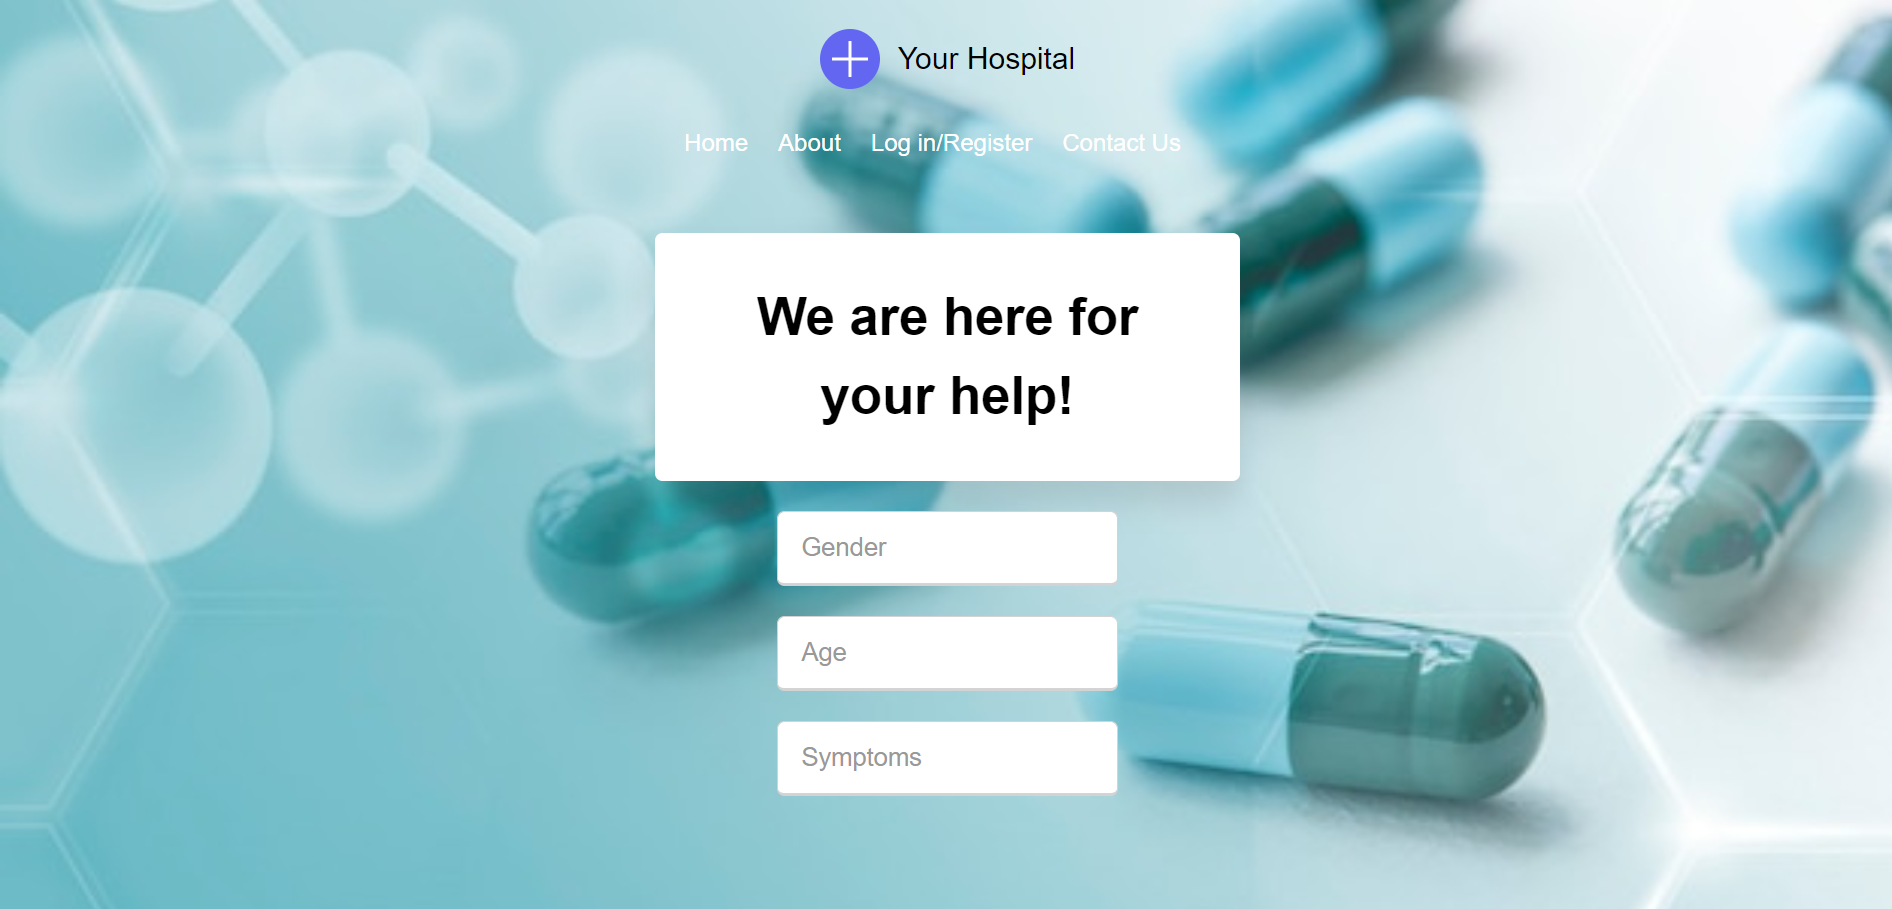 Your Hospital
Home About Log in/Register Contact Us
We are here for
your help!
Gender
Age
Symptoms